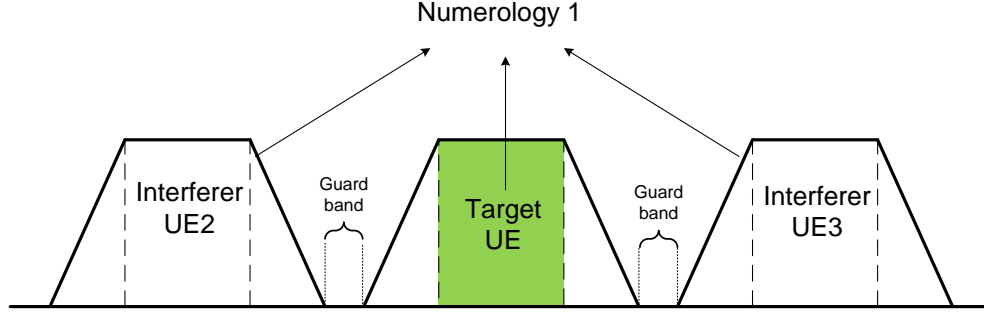 Numerology 1
Interferer
UE2
Guard
band
Target
UE
Guard
band
Interferer
UE3